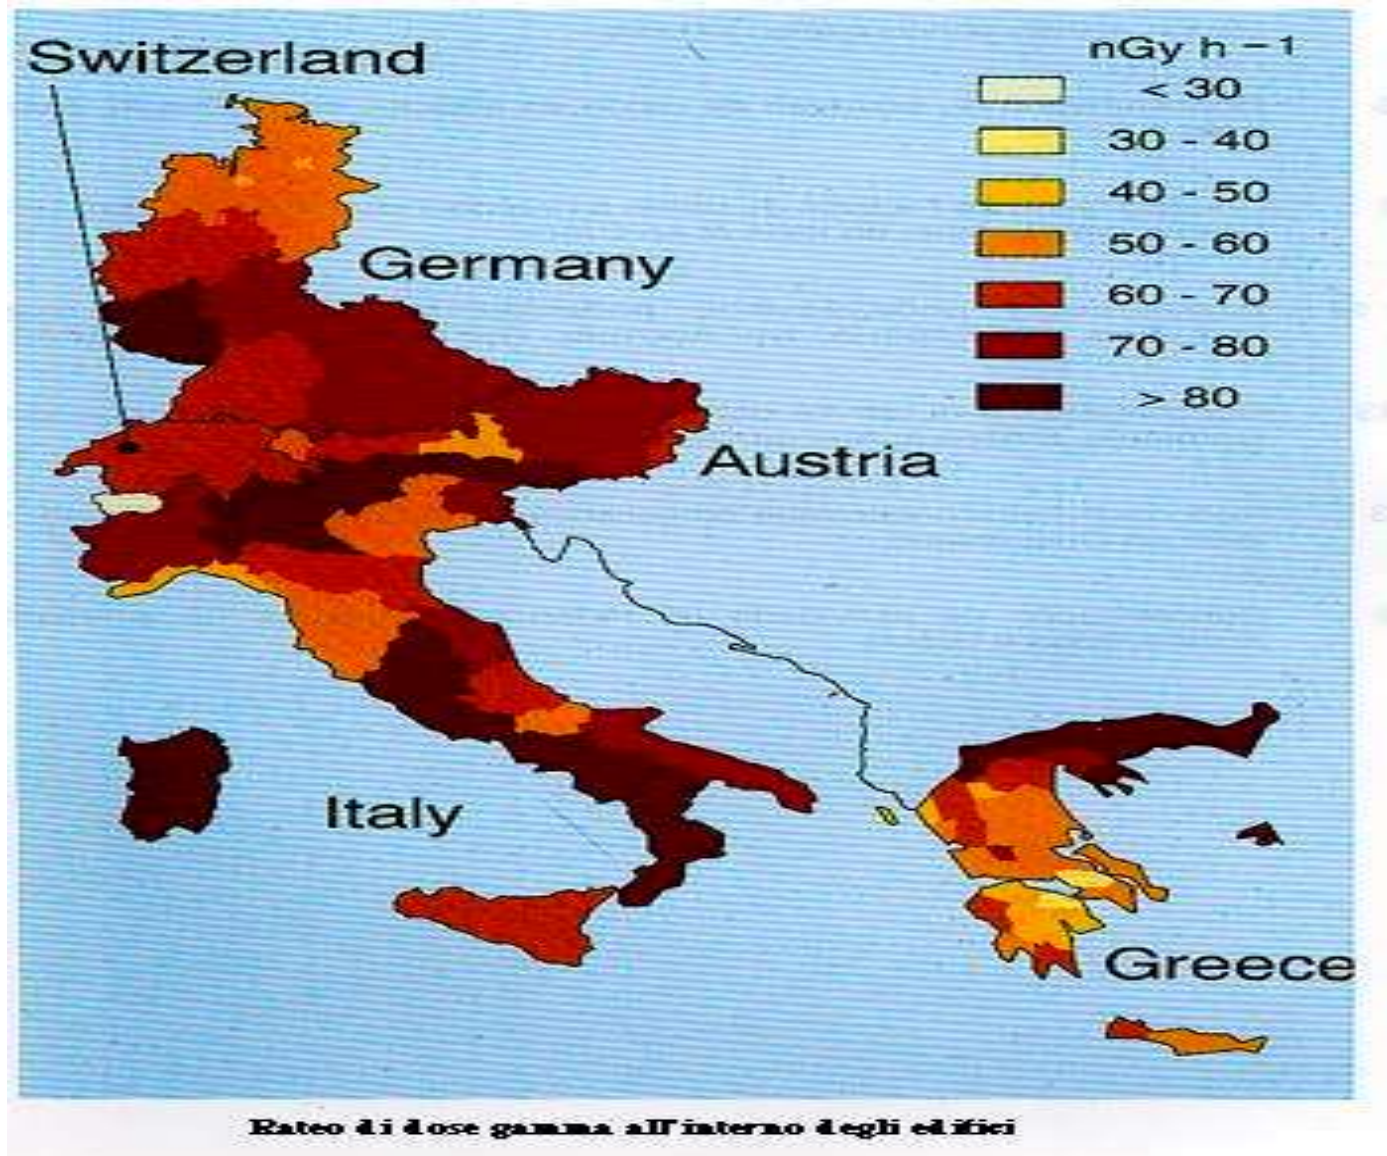 Switzerland
nGy h - 1
< 30
30 - 40
40 - 50
50 - 60
60 - 70
70 - 80
> 80
Germany
Austria
Italy
Greece
Rateo di dose gamma all'interno degli edifici